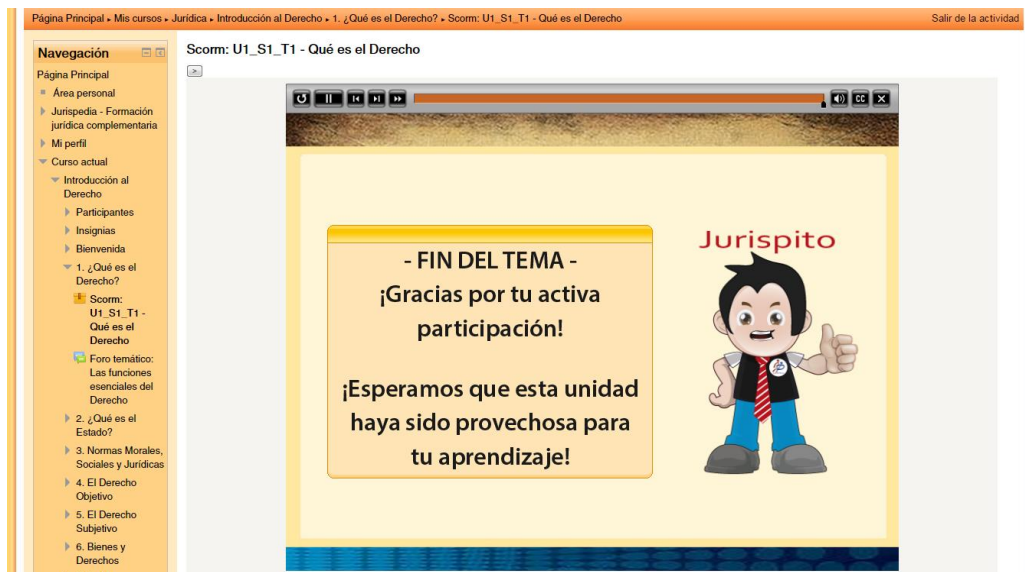 Página Principal ▸ Mis cursos ▸ Jurídica ▸ Introducción al Derecho ▸ 1. ¿Qué es el Derecho? ▸ Scorm: U1_S1_T1 - Qué es el Derecho
Salir de la actividad
Navegación
Página Principal
Área personal
Jurispedia - Formación
jurídica complementaria
Mi perfil
Curso actual
Introducción al
Derecho
Participantes
Insignias
Bienvenida
1. ¿Qué es el
Derecho?
Scorm:
U1_S1_T1 -
Qué es el
Derecho
Foro temático:
Las funciones
esenciales del
Derecho
2. ¿Qué es el
Estado?
3. Normas Morales,
Sociales y Jurídicas
4. El Derecho
Objetivo
5. El Derecho
Subjetivo
6. Bienes y
Derechos
Scorm: U1_S1_T1 - Qué es el Derecho
>
CC
- FIN DEL TEMA -
¡Gracias por tu activa
participación!
¡Esperamos que esta unidad
haya sido provechosa para
tu aprendizaje!
Jurispito